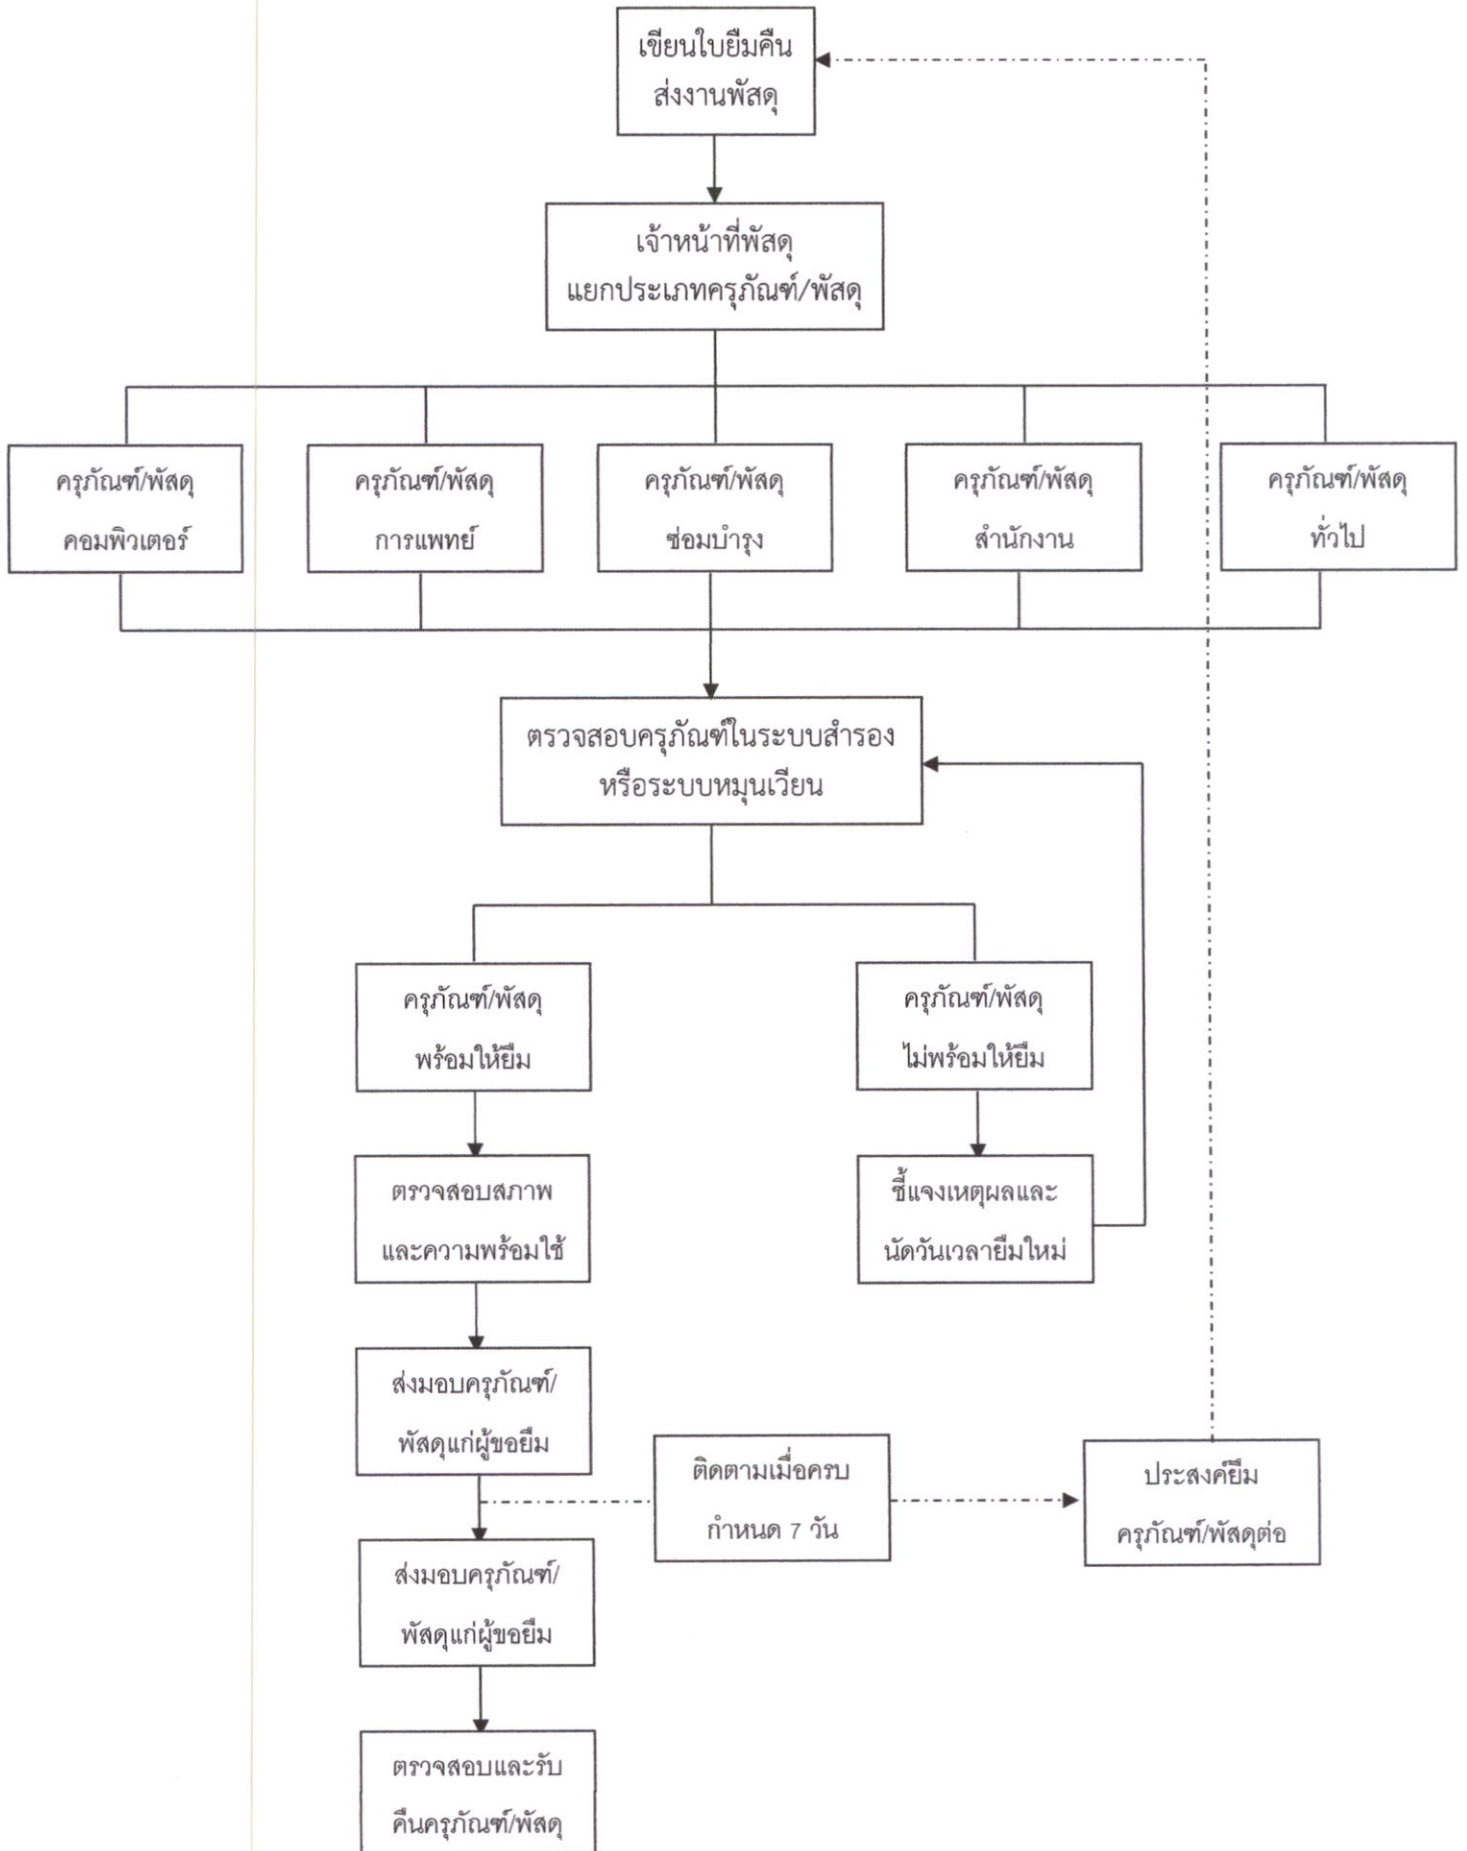 เขียนใบยืมคืน
ส่งงานพัสดุ
เจ้าหน้าที่พัสดุ
แยกประเภทครุภัณฑ์/พัสดุ
ครุภัณฑ์/พัสดุ
คอมพิวเตอร์
ครุภัณฑ์/พัสดุ
การแพทย์
ครุภัณฑ์/พัสดุ
ซ่อมบำรุง
ครุภัณฑ์/พัสดุ
สำนักงาน
ครุภัณฑ์/พัสดุ
ทั่วไป
ตรวจสอบครุภัณฑ์ในระบบสำรอง
หรือระบบหมุนเวียน
ครุภัณฑ์/พัสดุ
พร้อมให้ยืม
ครุภัณฑ์/พัสดุ
ไม่พร้อมให้ยืม
ตรวจสอบสภาพ
และความพร้อมใช้
ชี้แจงเหตุผลและ
นัดวันเวลายืมใหม่
ส่งมอบครุภัณฑ์/
พัสดุแก่ผู้ขอยืม
ติดตามเมื่อครบ
กำหนด 7 วัน
ประสงค์ยืม
ครุภัณฑ์/พัสดุต่อ
ส่งมอบครุภัณฑ์/
พัสดุแก่ผู้ขอยืม
ตรวจสอบและรับ
คืนครุภัณฑ์/พัสดุ